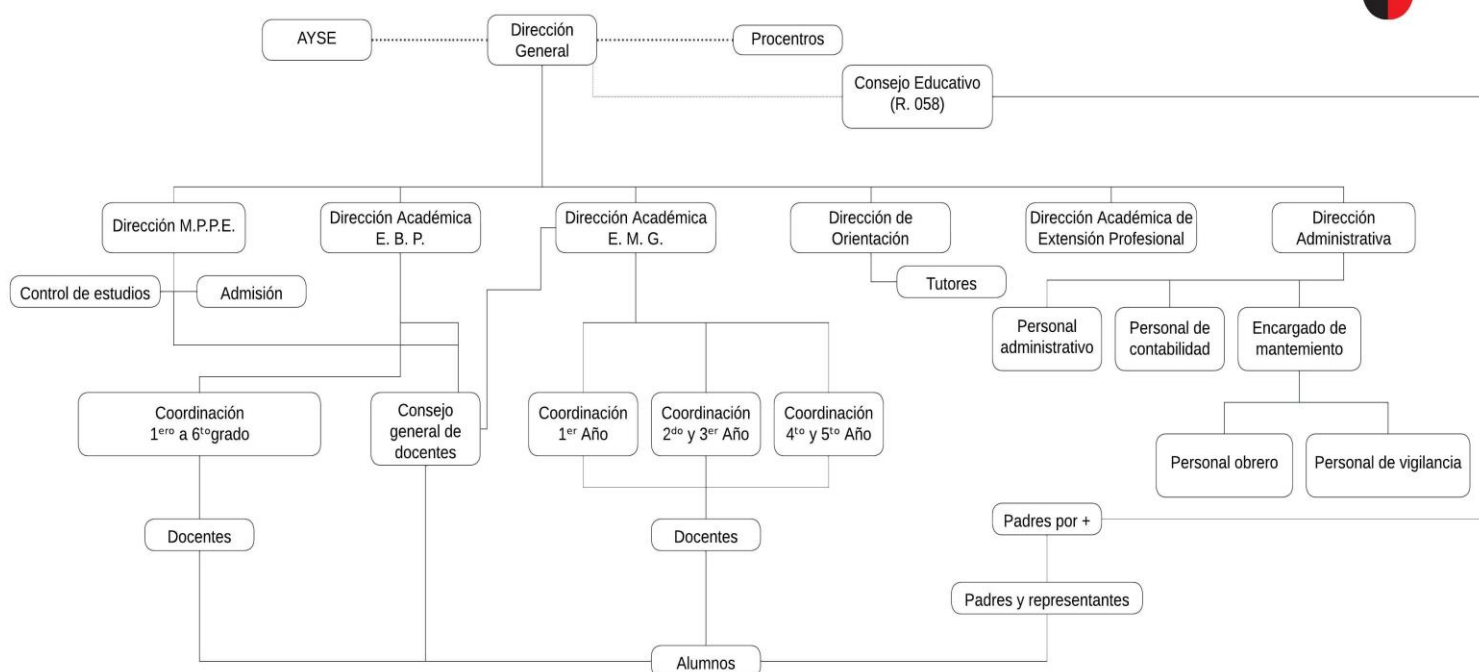 AYSE
Dirección
General
Procentros
Consejo Educativo
(R. 058)
Dirección M.P.P.E.
Dirección Académica
E. B. P.
Dirección Académica
E. M. G.
Dirección de
Orientación
Dirección Académica de
Extensión Profesional
Dirección
Administrativa
Control de estudios
Admisión
Tutores
Personal
administrativo
Personal de
contabilidad
Encargado de
mantemiento
Coordinación
1ero a 6togrado
Consejo
general de
docentes
Coordinación
1er Año
Coordinación
2do y 3er Año
Coordinación
4to y 5to Año
Personal obrero
Personal de vigilancia
Docentes
Docentes
Padres por +
Padres y representantes
Alumnos